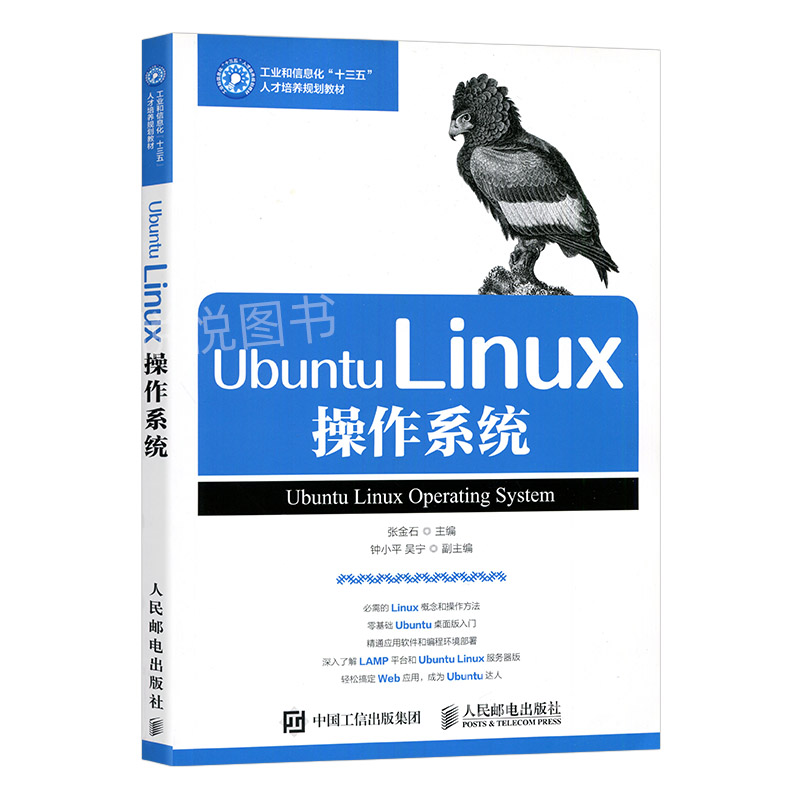 工业和信息化“十三五”
人才培养规划教材
悦图书
Ubuntu Linux
操作系统
Ubuntu Linux Operating System
张金石 主编
钟小平 吴宁 副主编
必需的 Linux 概念和操作方法
零基础 Ubuntu 桌面版入门
精通应用软件和编程环境部署
深入了解 LAMP 平台和 Ubuntu Linux 服务器版
轻松搞定 Web 应用,成为 Ubuntu 达人
中国工信出版集团
人民邮电出版社
POSTS & TELECOM PRESS
工业和信息化“十三五”
人才培养规划教材
Ubuntu Linux 操作系统
人民邮电出版社